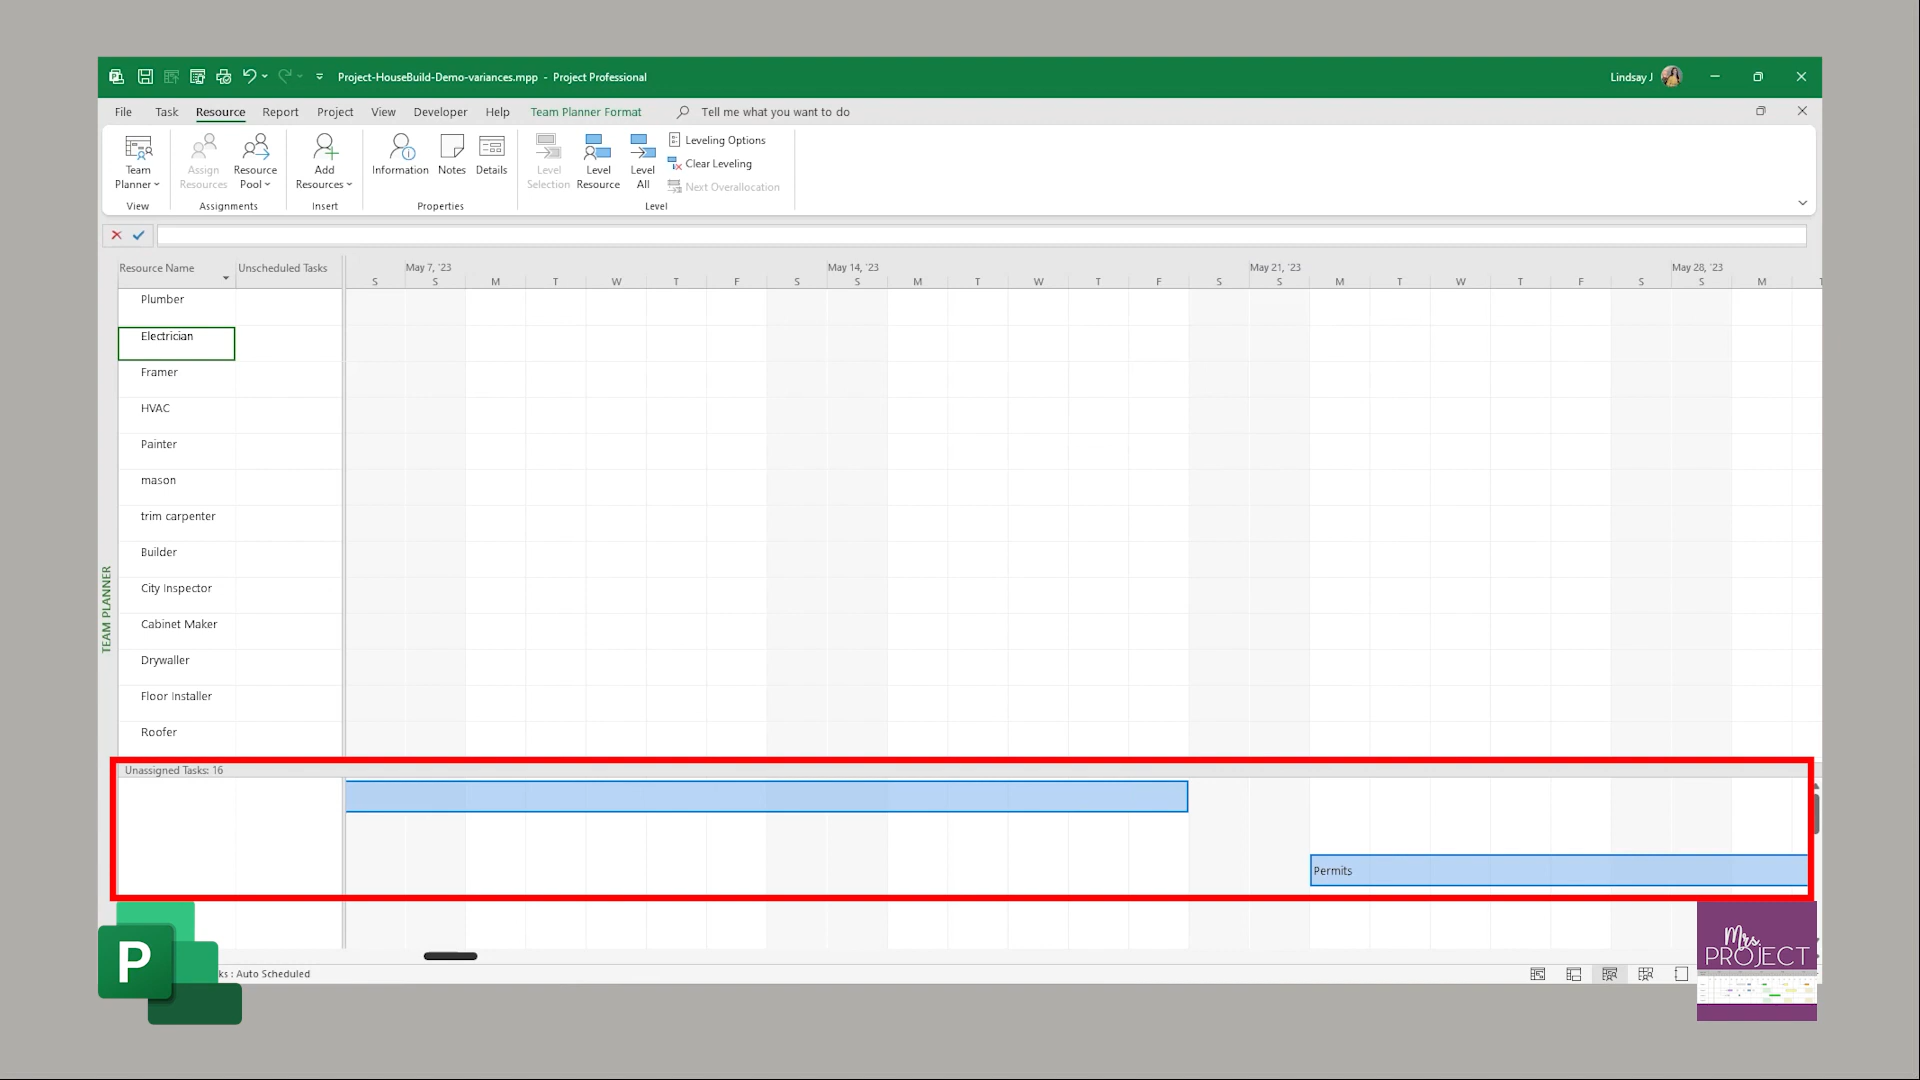 Project-HouseBuild-Demo-variances.mpp - Project Professional
Lindsay J
File Task Resource Report Project View Developer Help Team Planner Format Tell me what you want to do
Team Planner
Assign Resources
Resource Pool
Add Resources
Information
Notes
Details
Level Selection
Level Resource
Level All
Leveling Options
Clear Leveling
Next Overallocation
View Assignments Insert Properties Level
Resource Name Unscheduled Tasks
May 7, '23 May 14, '23 May 21, '23 May 28, '23
S S M T W T F S S M T W T F S S M T W T F S S M T
Plumber
Electrician
Framer
HVAC
Painter
mason
trim carpenter
Builder
City Inspector
Cabinet Maker
Drywaller
Floor Installer
Roofer
TEAM PLANNER
Unassigned Tasks: 16
Permits
P
ks : Auto Scheduled
Mrs.
PROJECT